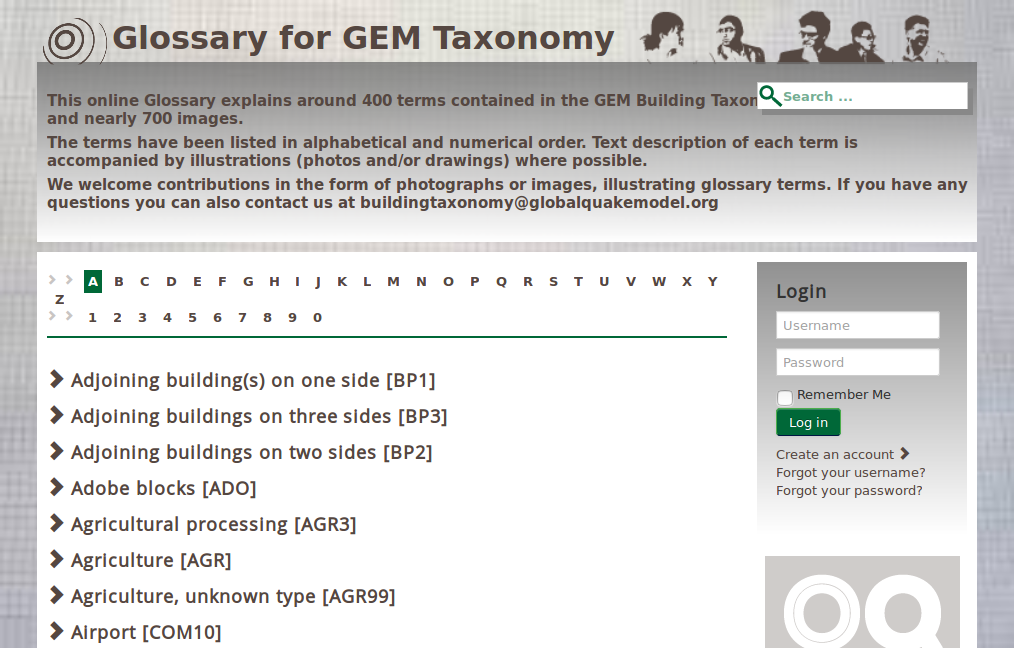 Glossary for GEM Taxonomy
This online Glossary explains around 400 terms contained in the GEM Building
Search ...
and nearly 700 images.
The terms have been listed in alphabetical and numerical order. Text description of each term is
accompanied by illustrations (photos and/or drawings) where possible.
We welcome contributions in the form of photographs or images, illustrating glossary terms. If you have any
questions you can also contact us at buildingtaxonomy@globalquakemodel.org
A B C D E F G H I J K L M N O P Q R S T U V W X Y
Z
1 2 3 4 5 6 7 8 9 0
Adjoining building(s) on one side [BP1]
Adjoining buildings on three sides [BP3]
Adjoining buildings on two sides [BP2]
Adobe blocks [ADO]
Agricultural processing [AGR3]
Agriculture [AGR]
Agriculture, unknown type [AGR99]
Airport [COM10]
Login
Username
Password
Remember Me
Log in
Create an account
Forgot your username?
Forgot your password?
OQ